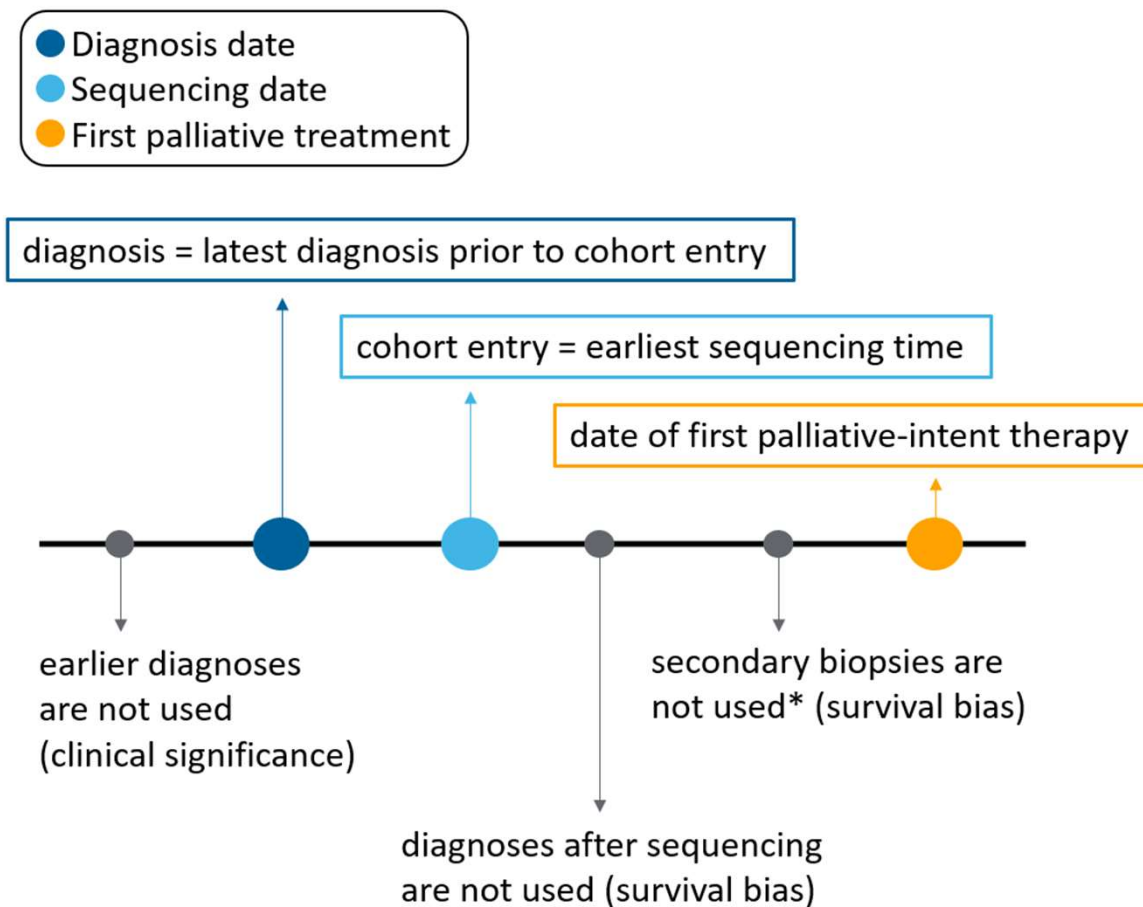 Diagnosis date
Sequencing date
First palliative treatment
diagnosis = latest diagnosis prior to cohort entry
cohort entry = earliest sequencing time
date of first palliative-intent therapy
earlier diagnoses
are not used
(clinical significance)
secondary biopsies are
not used* (survival bias)
diagnoses after sequencing
are not used (survival bias)